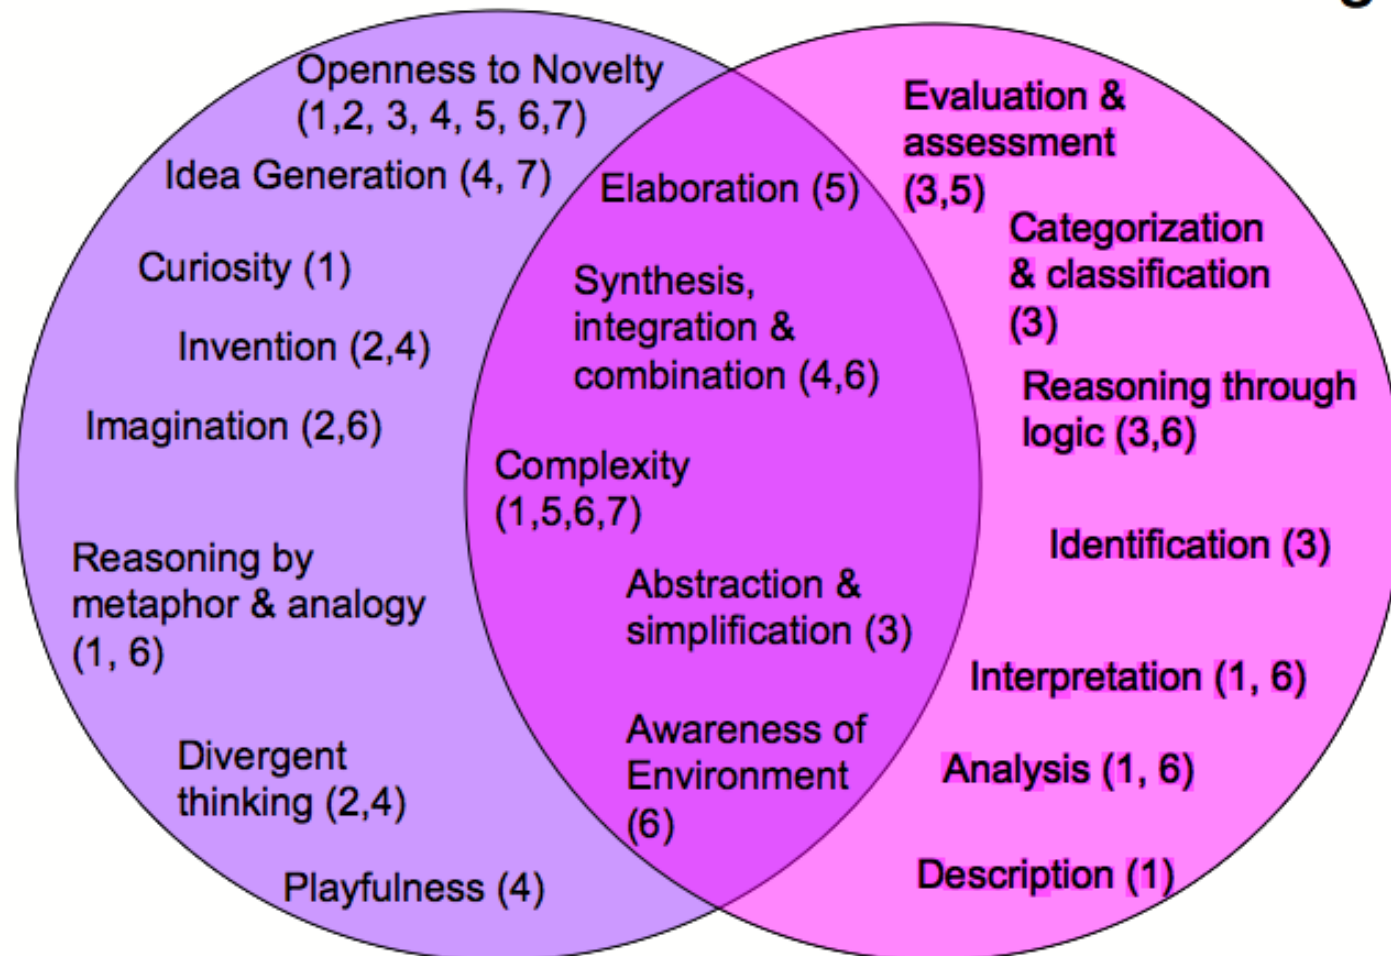 Openness to Novelty
(1,2, 3, 4, 5, 6,7)
Idea Generation (4, 7)
Curiosity (1)
Invention (2,4)
Imagination (2,6)
Reasoning by
metaphor & analogy
(1, 6)
Divergent
thinking (2,4)
Playfulness (4)
Elaboration (5)
Synthesis,
integration &
combination (4,6)
Complexity
(1,5,6,7)
Abstraction &
simplification (3)
Awareness of
Environment
(6)
Evaluation &
assessment
(3,5)
Categorization
& classification
(3)
Reasoning through
logic (3,6)
Identification (3)
Interpretation (1, 6)
Analysis (1, 6)
Description (1)